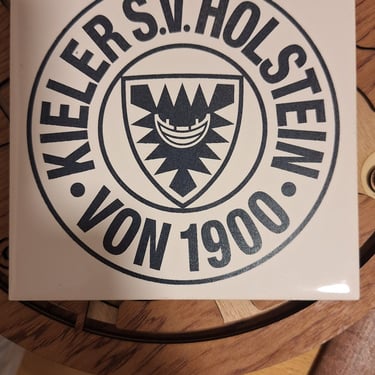 KIELER S.V. HOLSTEIN
VON 1900